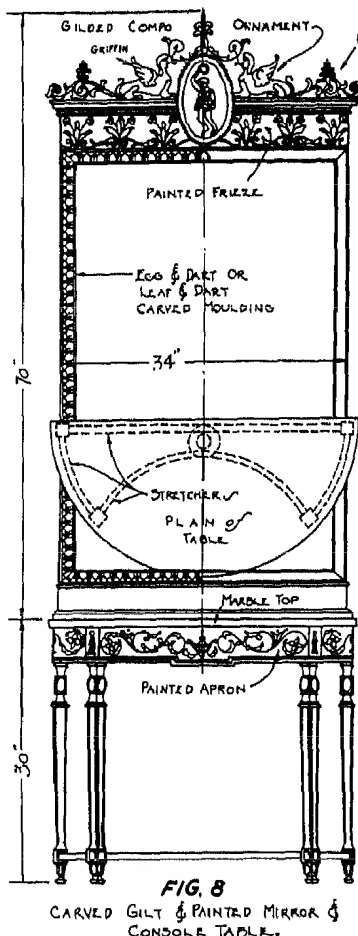 GILDED COMPO ORNAMENT
GRIFFIN
PAINTED FRIEZE
EGG & DART OR
LEAF & DART
CARVED MOULDING
34"
70"
STRETCHERS
PLAIN OF
TABLE
MARBLE TOP
PAINTED APRON
30"
FIG. 8
CARVED GILT & PAINTED MIRROR &
CONSOLE TABLE.